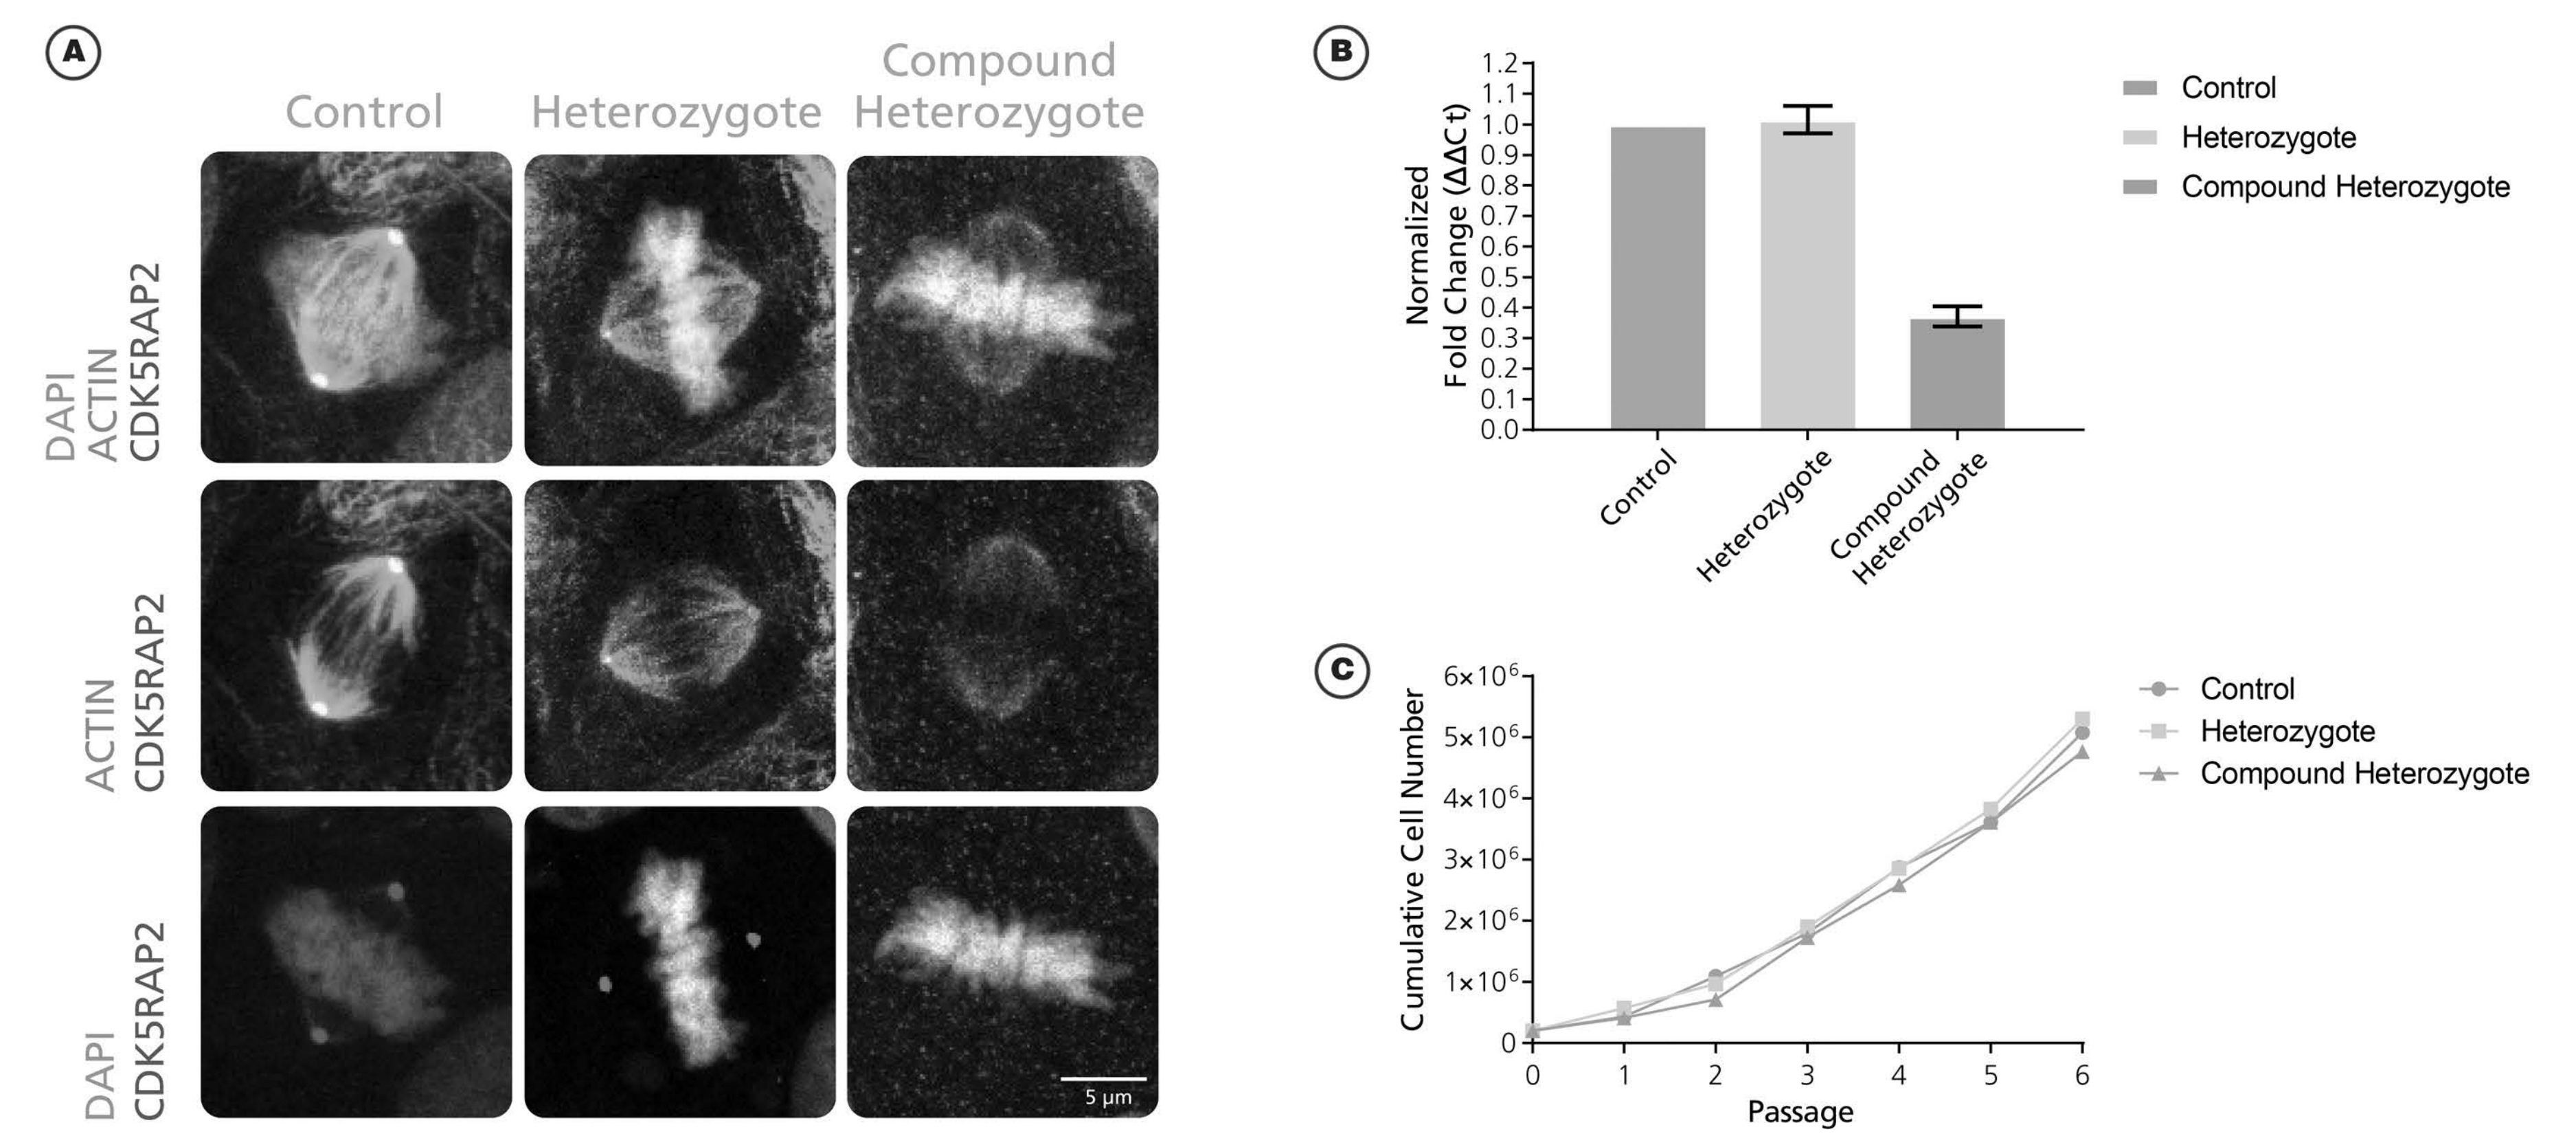 A
Control
Heterozygote
Compound
Heterozygote
DAPI
ACTIN
CDK5RAP2
ACTIN
CDK5RAP2
DAPI
CDK5RAP2
5 µm
B
Normalized
Fold Change (ΔΔCt)
1.2
1.1
1.0
0.9
0.8
0.7
0.6
0.5
0.4
0.3
0.2
0.1
0.0
Control
Heterozygote
Compound
Heterozygote
Control
Heterozygote
Compound Heterozygote
C
Cumulative Cell Number
6×10⁶
5×10⁶
4×10⁶
3×10⁶
2×10⁶
1×10⁶
0
0 1 2 3 4 5 6
Passage
Control
Heterozygote
Compound Heterozygote